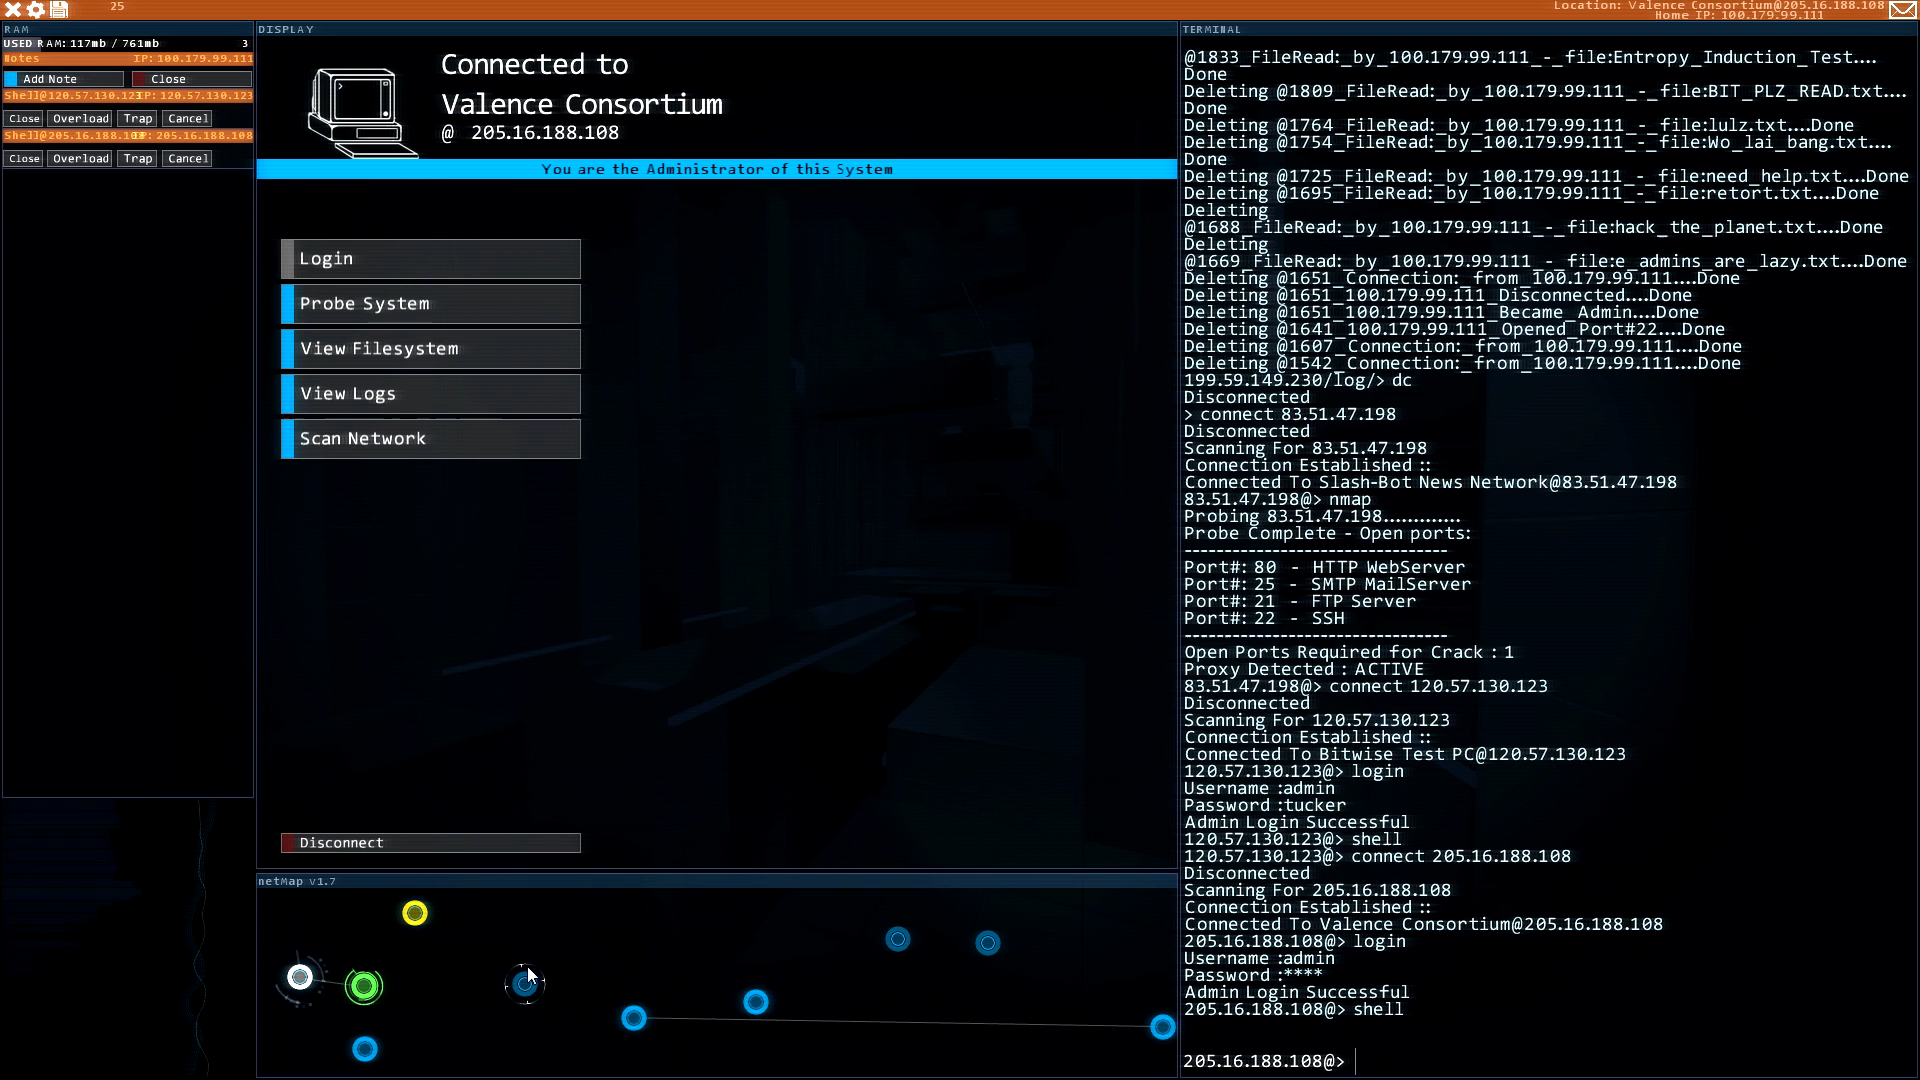 25
Location: Valence Consortium@205.16.188.108
Home IP: 100.179.99.111
RAM
USED RAM: 117mb / 761mb 3
Notes IP: 100.179.99.111
Add Note Close
Shell@120.57.130.123 IP: 120.57.130.123
Close Overload Trap Cancel
Shell@205.16.188.108 IP: 205.16.188.108
Close Overload Trap Cancel
DISPLAY
Connected to
Valence Consortium
@ 205.16.188.108
You are the Administrator of this System
Login
Probe System
View Filesystem
View Logs
Scan Network
Disconnect
netMap v1.7
TERMINAL
@1833_FileRead:_by_100.179.99.111_-_file:Entropy_Induction_Test....
Done
Deleting @1809_FileRead:_by_100.179.99.111_-_file:BIT_PLZ_READ.txt....
Done
Deleting @1764_FileRead:_by_100.179.99.111_-_file:lulz.txt....Done
Deleting @1754_FileRead:_by_100.179.99.111_-_file:Wo_lai_bang.txt....
Done
Deleting @1725_FileRead:_by_100.179.99.111_-_file:need_help.txt....Done
Deleting @1695_FileRead:_by_100.179.99.111_-_file:retort.txt....Done
Deleting
@1688_FileRead:_by_100.179.99.111_-_file:hack_the_planet.txt....Done
Deleting
@1669_FileRead:_by_100.179.99.111_-_file:e_admins_are_lazy.txt....Done
Deleting @1651_Connection:_from_100.179.99.111....Done
Deleting @1651_100.179.99.111_Disconnected....Done
Deleting @1651_100.179.99.111_Became_Admin....Done
Deleting @1641_100.179.99.111_Opened_Port#22....Done
Deleting @1607_Connection:_from_100.179.99.111....Done
Deleting @1542_Connection:_from_100.179.99.111....Done
199.59.149.230/log/> dc
Disconnected
> connect 83.51.47.198
Disconnected
Scanning For 83.51.47.198
Connection Established ::
Connected To Slash-Bot News Network@83.51.47.198
83.51.47.198@> nmap
Probing 83.51.47.198.............
Probe Complete - Open ports:
---------------------------------
Port#: 80 - HTTP WebServer
Port#: 25 - SMTP MailServer
Port#: 21 - FTP Server
Port#: 22 - SSH
---------------------------------
Open Ports Required for Crack : 1
Proxy Detected : ACTIVE
83.51.47.198@> connect 120.57.130.123
Disconnected
Scanning For 120.57.130.123
Connection Established ::
Connected To Bitwise Test PC@120.57.130.123
120.57.130.123@> login
Username :admin
Password :tucker
Admin Login Successful
120.57.130.123@> shell
120.57.130.123@> connect 205.16.188.108
Disconnected
Scanning For 205.16.188.108
Connection Established ::
Connected To Valence Consortium@205.16.188.108
205.16.188.108@> login
Username :admin
Password :****
Admin Login Successful
205.16.188.108@> shell
205.16.188.108@>